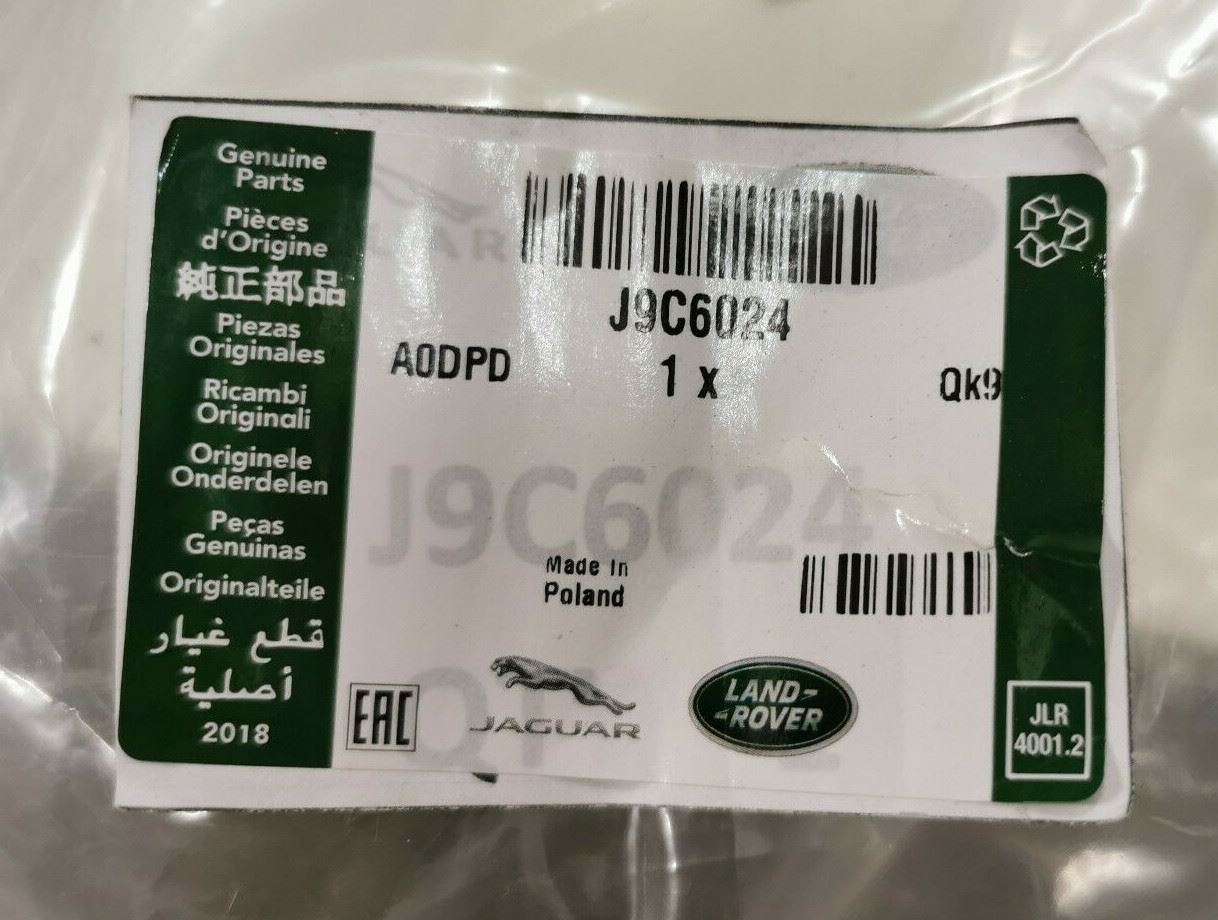 Genuine
Parts
Pièces
d'Origine
純正部品
Piezas
Originales
Ricambi
Originali
Originele
Onderdelen
Peças
Genuinas
Originalteile
قطع غيار
أصلية
2018
J9C6024
A0DPD
1 x
Qk9
J9C6024
Made In
Poland
EAC
JAGUAR
LAND-
ROVER
JLR
4001.2